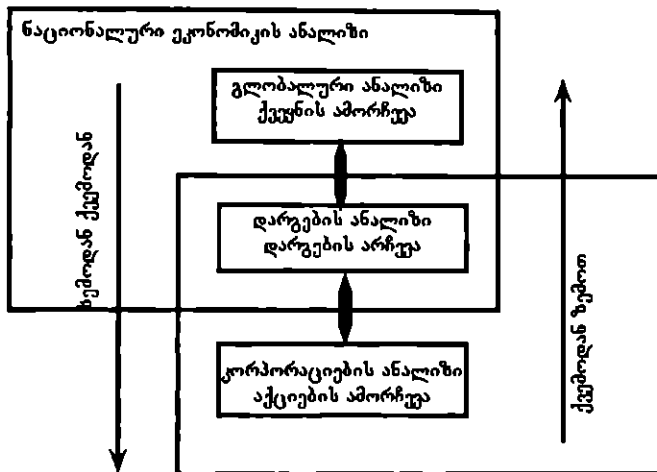 ნაციონალური ეკონომიკის ანალიზი
გლობალური ანალიზი
ქვეყნის ამორჩევა
ზემოდან ქვემოდან
დარგების ანალიზი
დარგების არჩევა
ქვემოდან ზემოთ
კორპორაციების ანალიზი
აქციების ამორჩევა